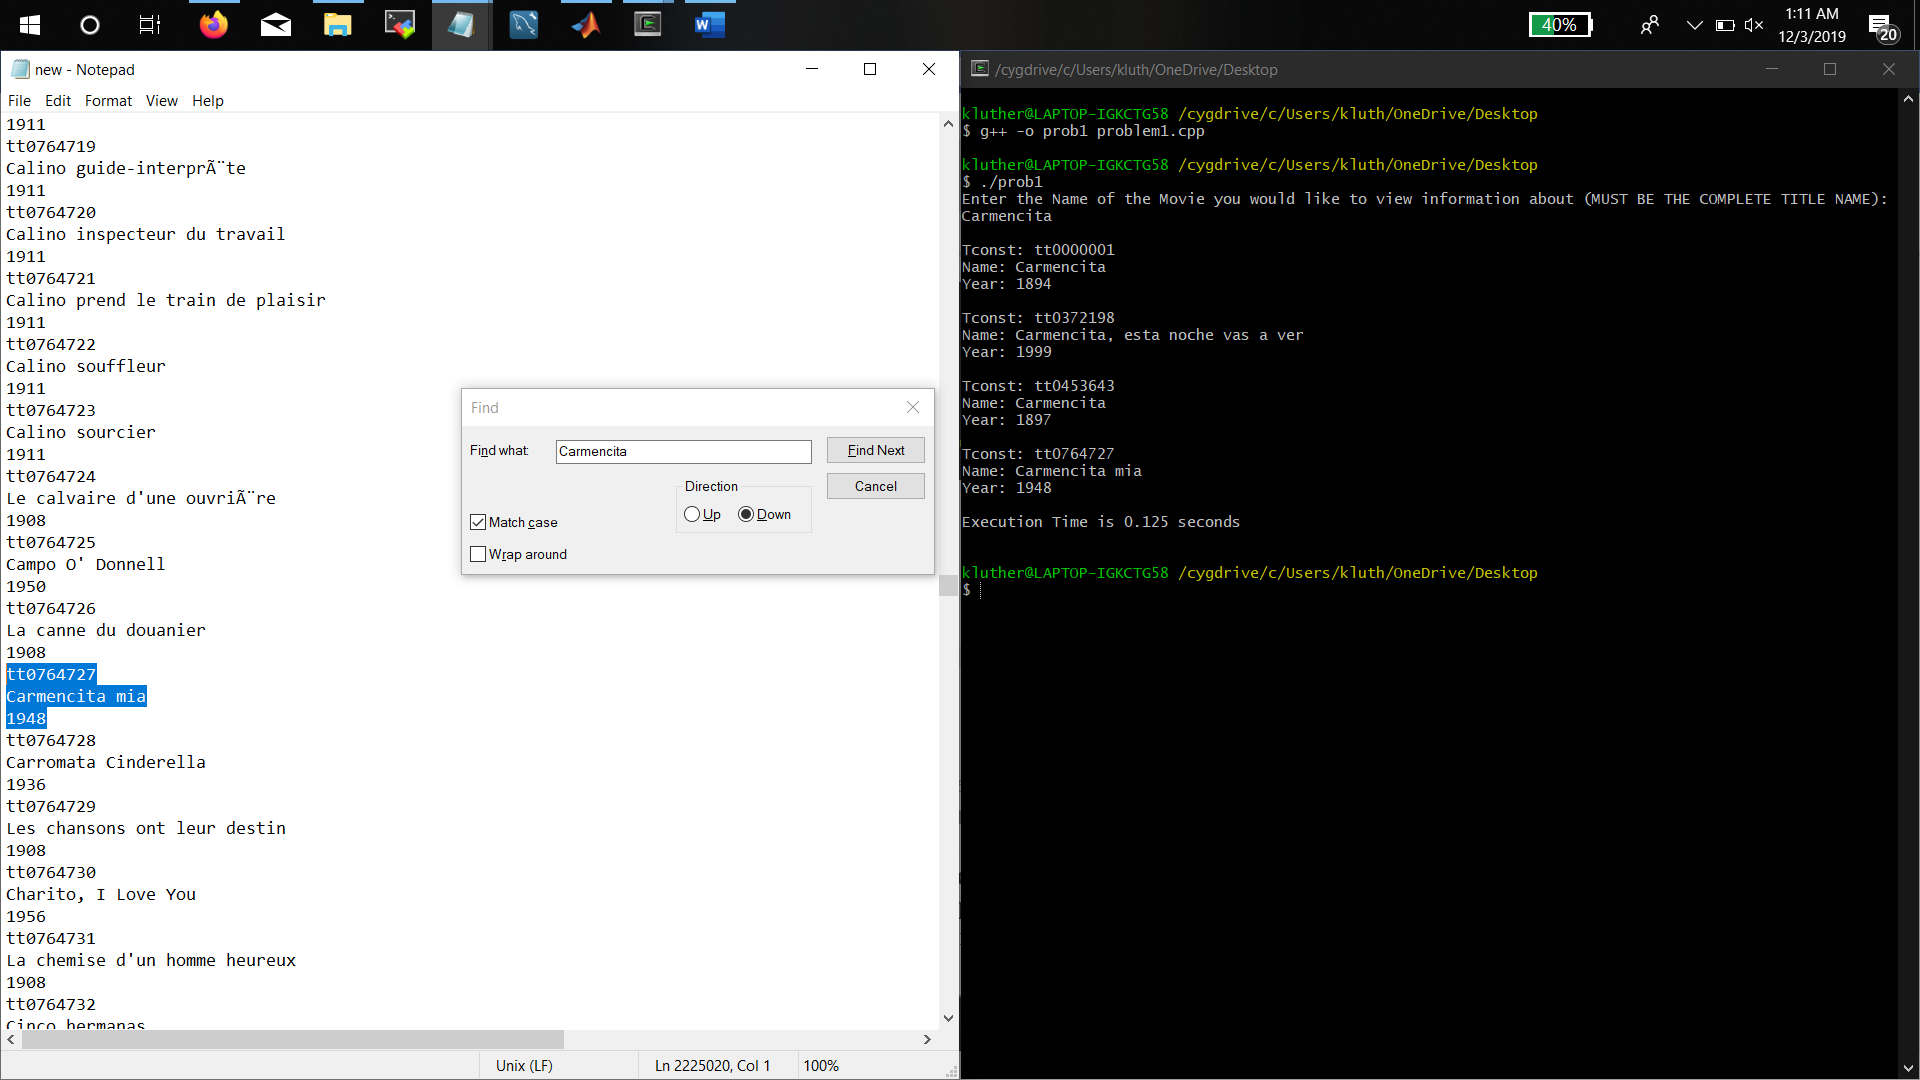 40%
1:11 AM
12/3/2019
20
new - Notepad
File Edit Format View Help
1911
tt0764719
Calino guide-interprÃ¨te
1911
tt0764720
Calino inspecteur du travail
1911
tt0764721
Calino prend le train de plaisir
1911
tt0764722
Calino souffleur
1911
tt0764723
Calino sourcier
1911
tt0764724
Le calvaire d'une ouvriÃ¨re
1908
tt0764725
Campo O' Donnell
1950
tt0764726
La canne du douanier
1908
tt0764727
Carmencita mia
1948
tt0764728
Carromata Cinderella
1936
tt0764729
Les chansons ont leur destin
1908
tt0764730
Charito, I Love You
1956
tt0764731
La chemise d'un homme heureux
1908
tt0764732
Cinco hermanas
Unix (LF)
Ln 2225020, Col 1
100%
Find
Find what:
Carmencita
Find Next
Cancel
Direction
Up
Down
Match case
Wrap around
/cygdrive/c/Users/kluth/OneDrive/Desktop
kluther@LAPTOP-IGKCTG58 /cygdrive/c/Users/kluth/OneDrive/Desktop
$ g++ -o prob1 problem1.cpp
kluther@LAPTOP-IGKCTG58 /cygdrive/c/Users/kluth/OneDrive/Desktop
$ ./prob1
Enter the Name of the Movie you would like to view information about (MUST BE THE COMPLETE TITLE NAME):
Carmencita
Tconst: tt0000001
Name: Carmencita
Year: 1894
Tconst: tt0372198
Name: Carmencita, esta noche vas a ver
Year: 1999
Tconst: tt0453643
Name: Carmencita
Year: 1897
Tconst: tt0764727
Name: Carmencita mia
Year: 1948
Execution Time is 0.125 seconds
kluther@LAPTOP-IGKCTG58 /cygdrive/c/Users/kluth/OneDrive/Desktop
$